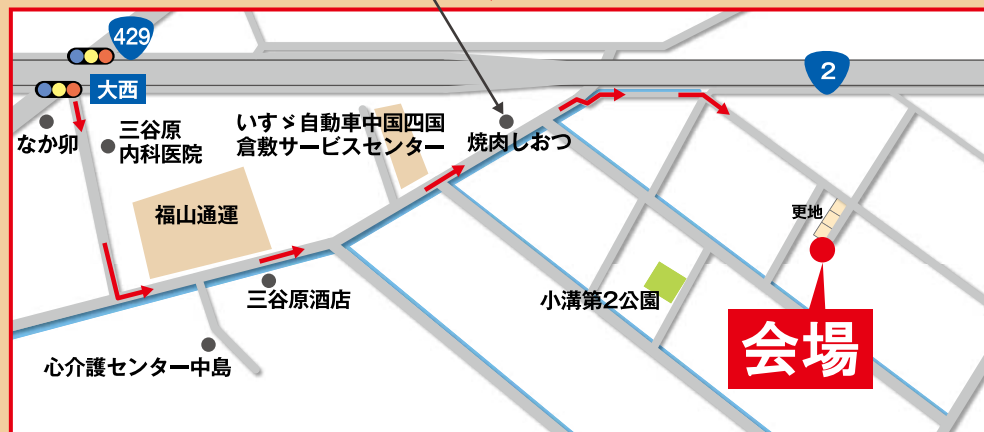 429
大西
2
なか卯
三谷原
内科医院
いすゞ自動車中国四国
倉敷サービスセンター
焼肉しおつ
福山通運
更地
三谷原酒店
小溝第2公園
会場
心介護センター中島